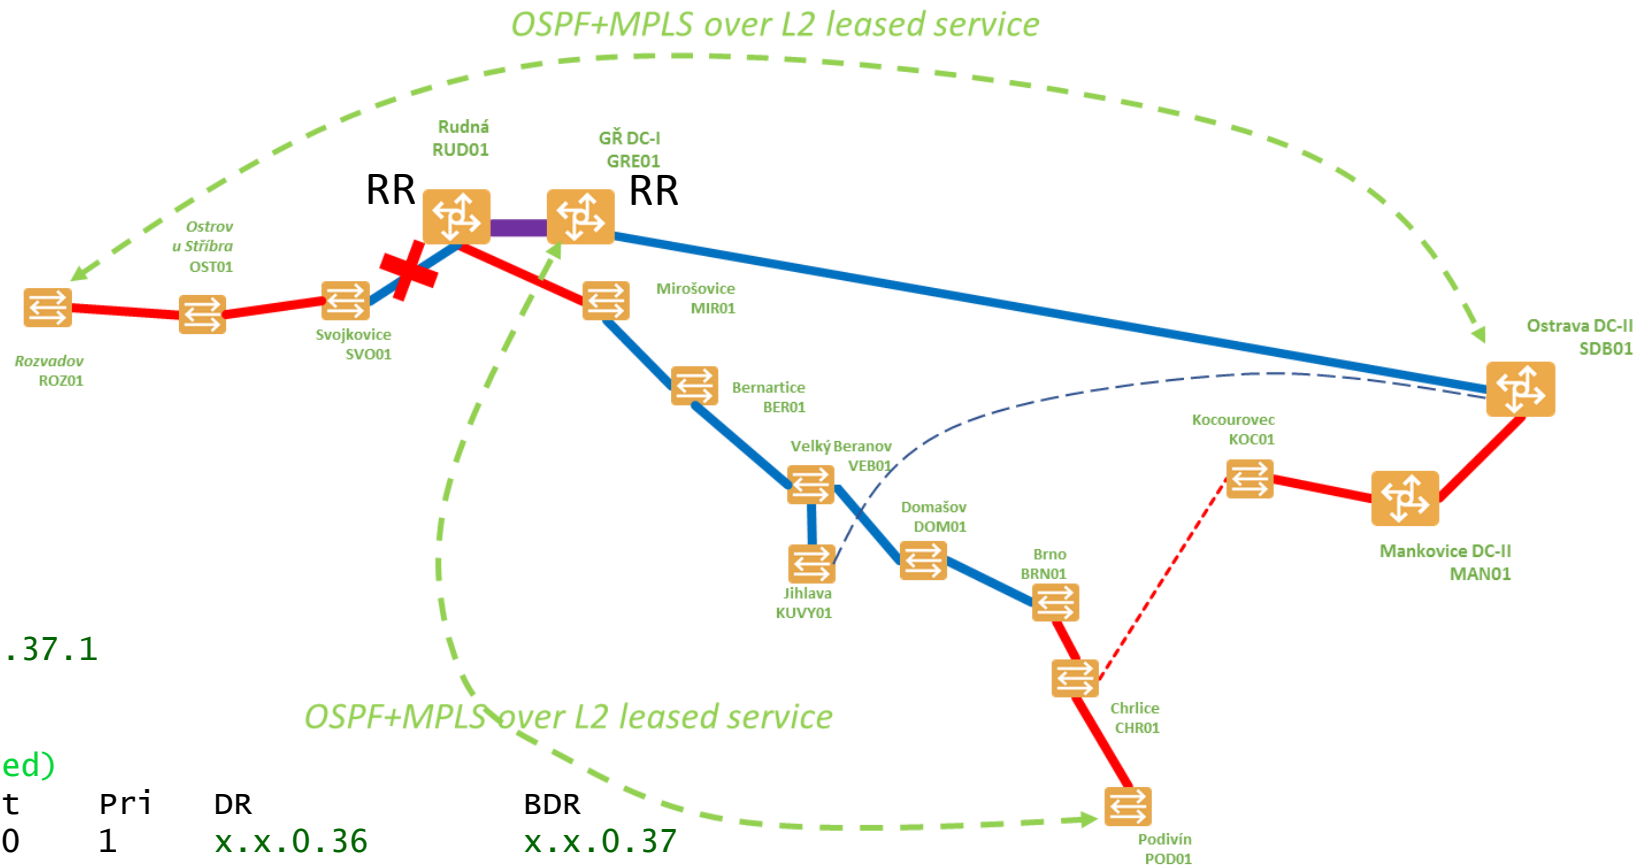 OSPF+MPLS over L2 leased service
Rudná
RUD01
GŘ DC-I
GRE01
RR
RR
Ostrov
u Stříbra
OST01
Rozvadov
ROZ01
Svojkovice
SVO01
Mirošovice
MIR01
Bernartice
BER01
Velký Beranov
VEB01
Jihlava
KUVY01
Domašov
DOM01
Brno
BRN01
Chrlice
CHR01
Kocourovec
KOC01
Ostrava DC-II
SDB01
Mankovice DC-II
MAN01
.37.1
OSPF+MPLS over L2 leased service
Podivín
POD01
ed)
t Pri DR BDR
0 1 x.x.0.36 x.x.0.37